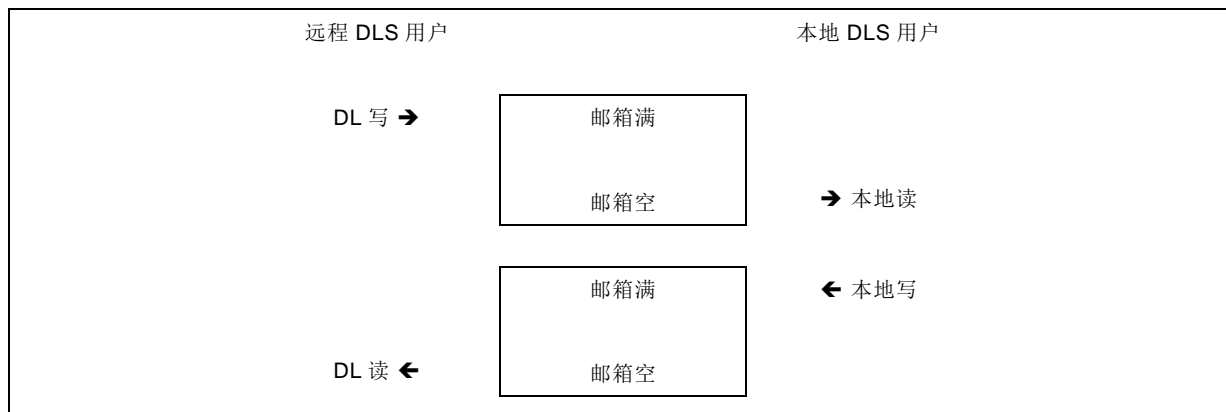 远程 DLS 用户 本地 DLS 用户
DL 写 ➔ 邮箱满
邮箱空 ➔ 本地读
邮箱满 🡸 本地写
DL 读 🡸 邮箱空